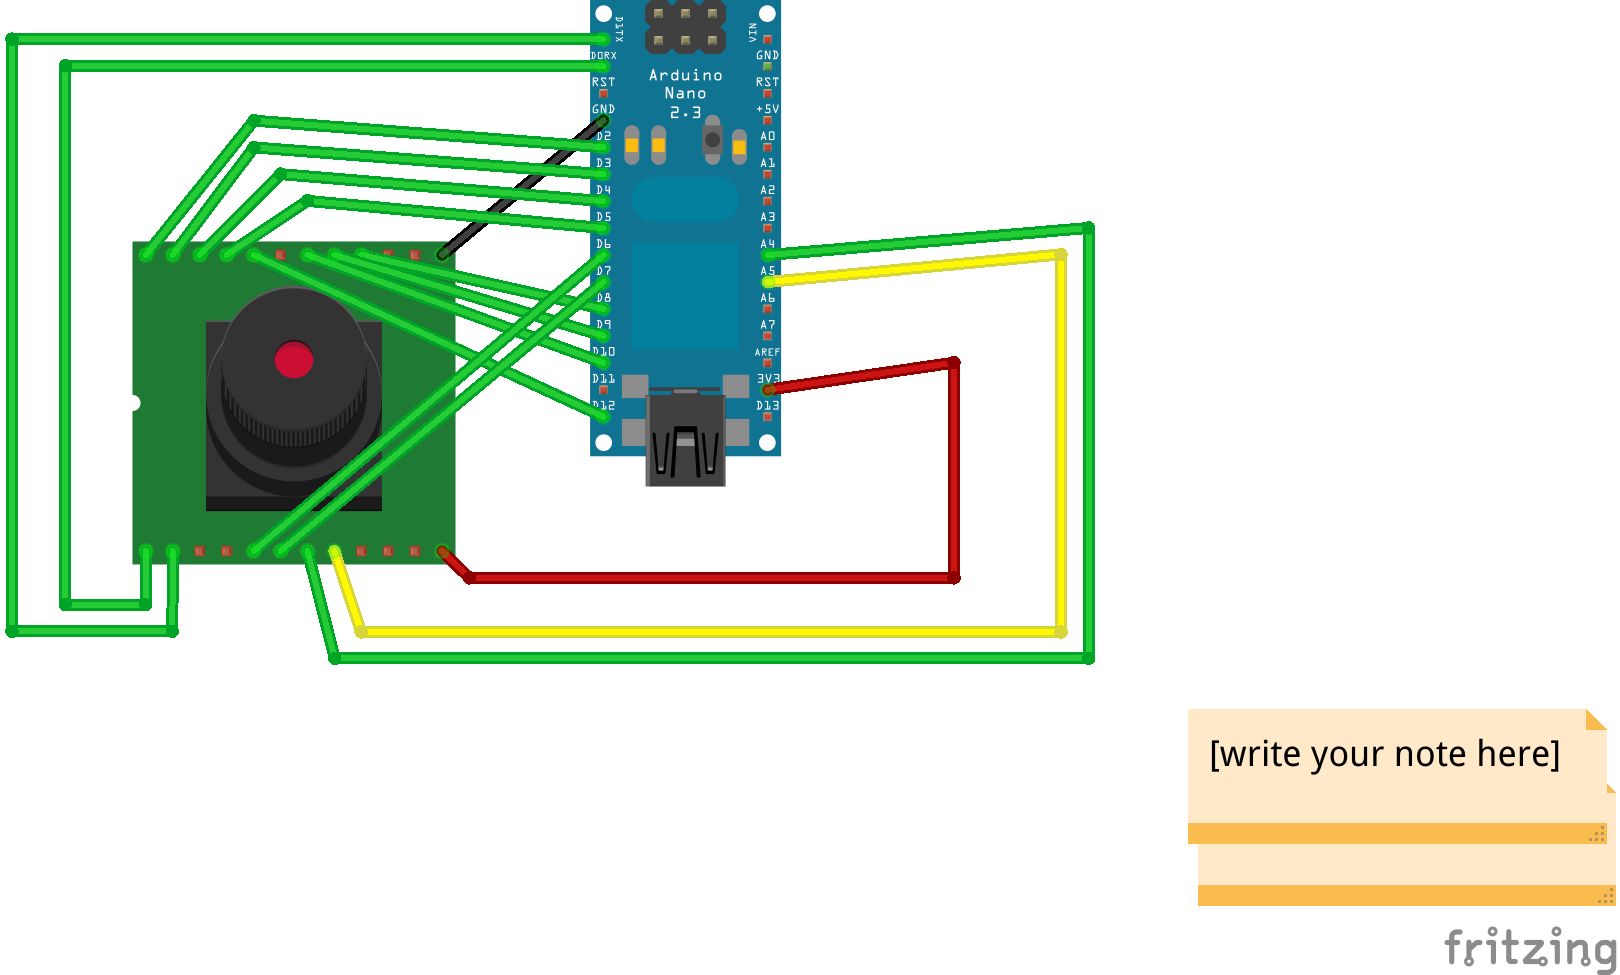 D1TX
VIN
D0RX
GND
RST
Arduino
Nano
2.3
RST
GND
+5V
D2
A0
D3
A1
D4
A2
D5
A3
D6
A4
D7
A5
D8
A6
D9
A7
D10
AREF
D11
3V3
D12
D13
[write your note here]
fritzing